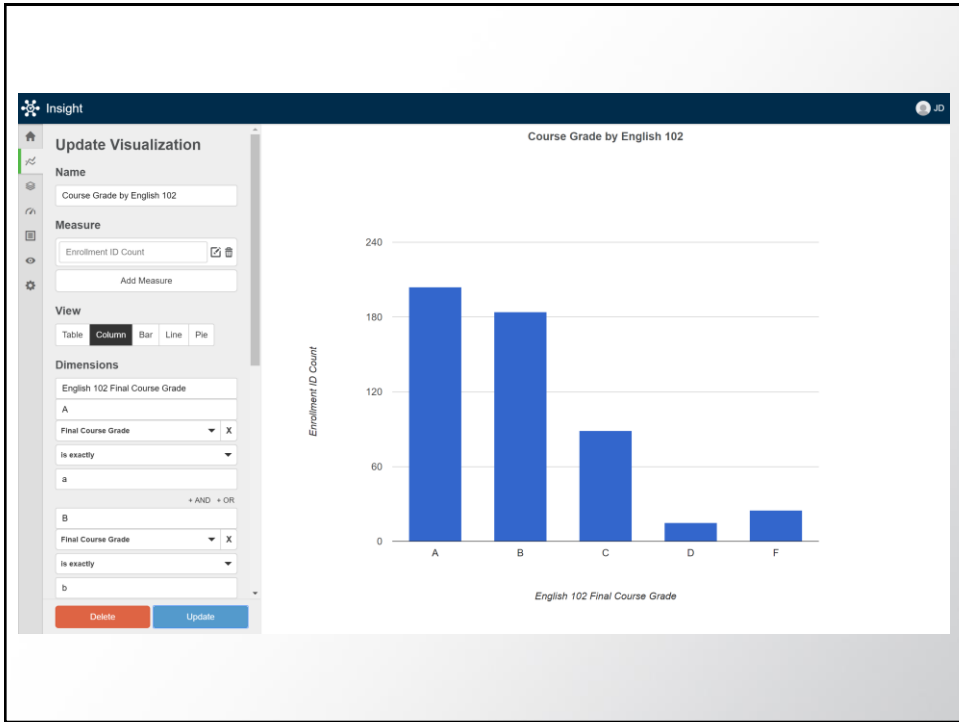 Insight
JD
Update Visualization
Name
Course Grade by English 102
Measure
Enrollment ID Count
Add Measure
View
Table Column Bar Line Pie
Dimensions
English 102 Final Course Grade
A
Final Course Grade X
is exactly
a
+ AND + OR
B
Final Course Grade X
is exactly
b
Delete Update
Course Grade by English 102
240
180
120
60
0
Enrollment ID Count
A B C D F
English 102 Final Course Grade